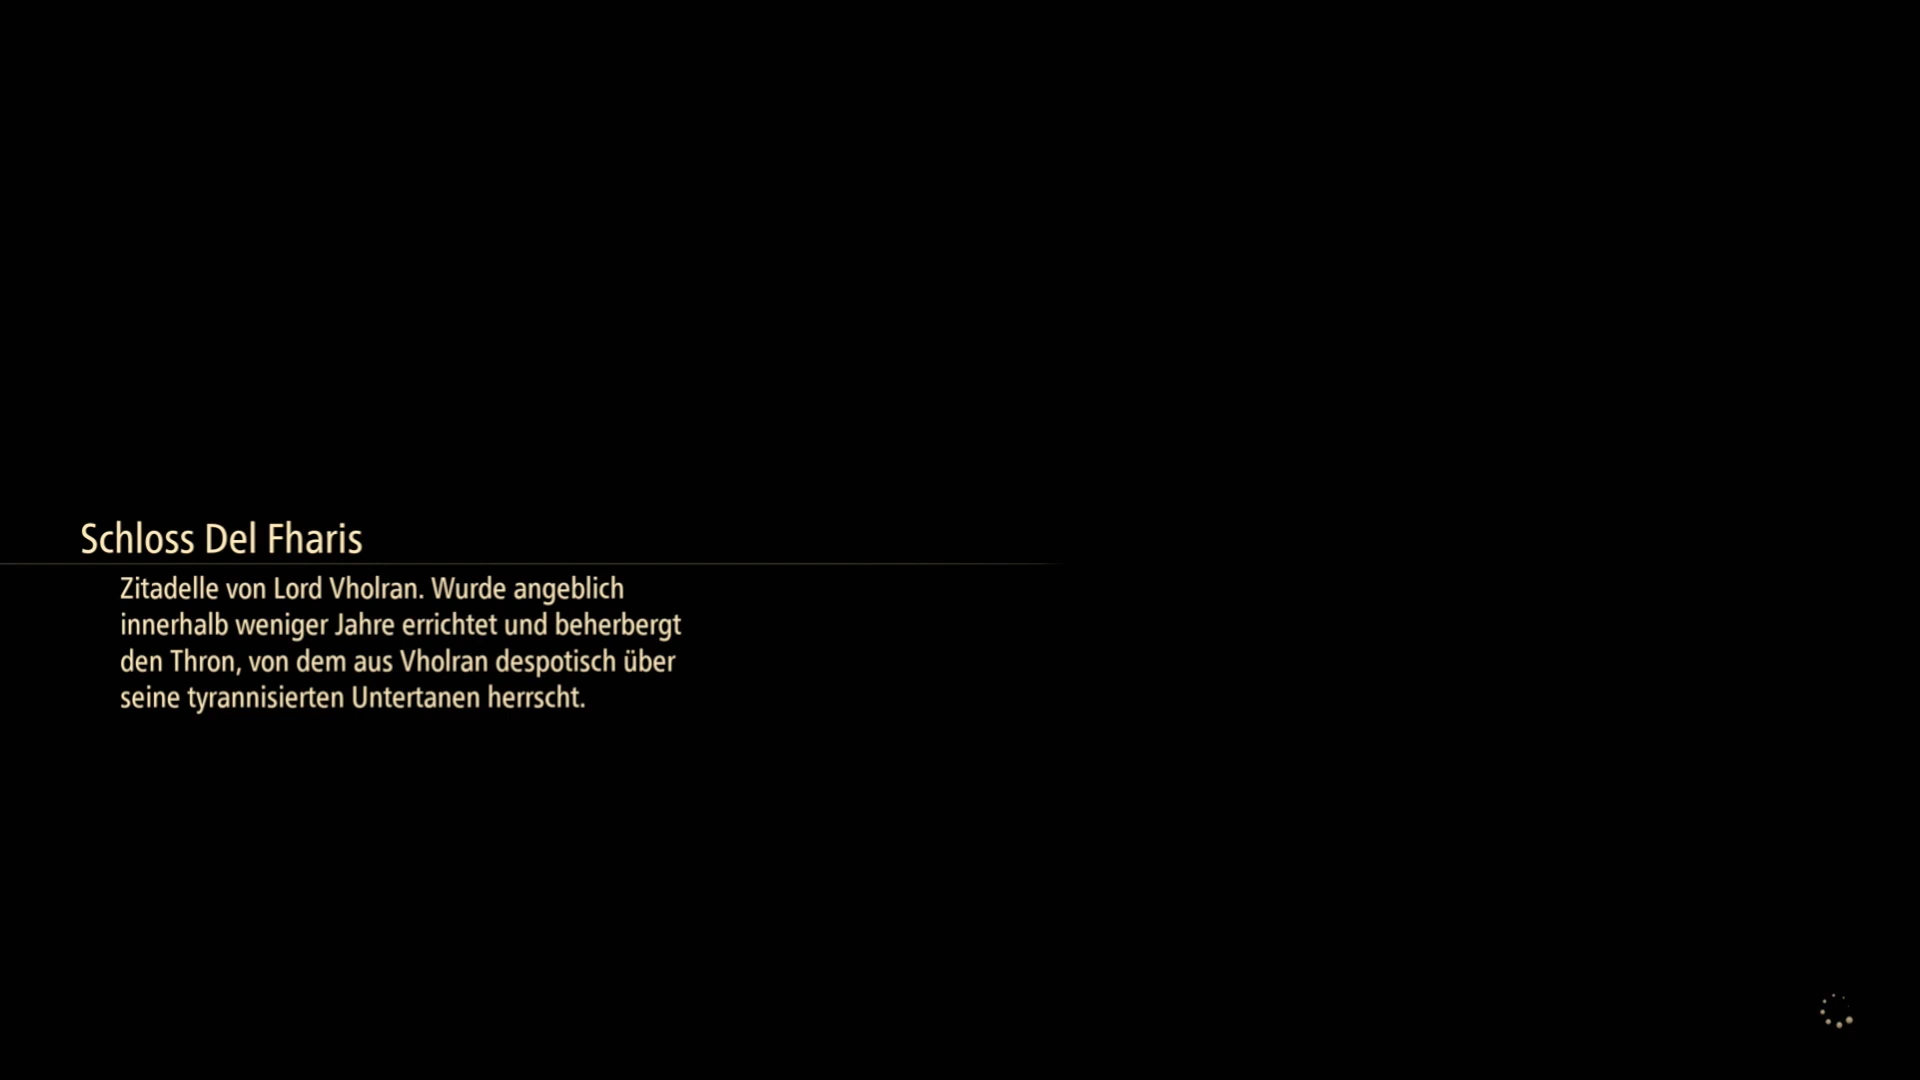 Schloss Del Fharis
Zitadelle von Lord Vholran. Wurde angeblich
innerhalb weniger Jahre errichtet und beherbergt
den Thron, von dem aus Vholran despotisch über
seine tyrannisierten Untertanen herrscht.